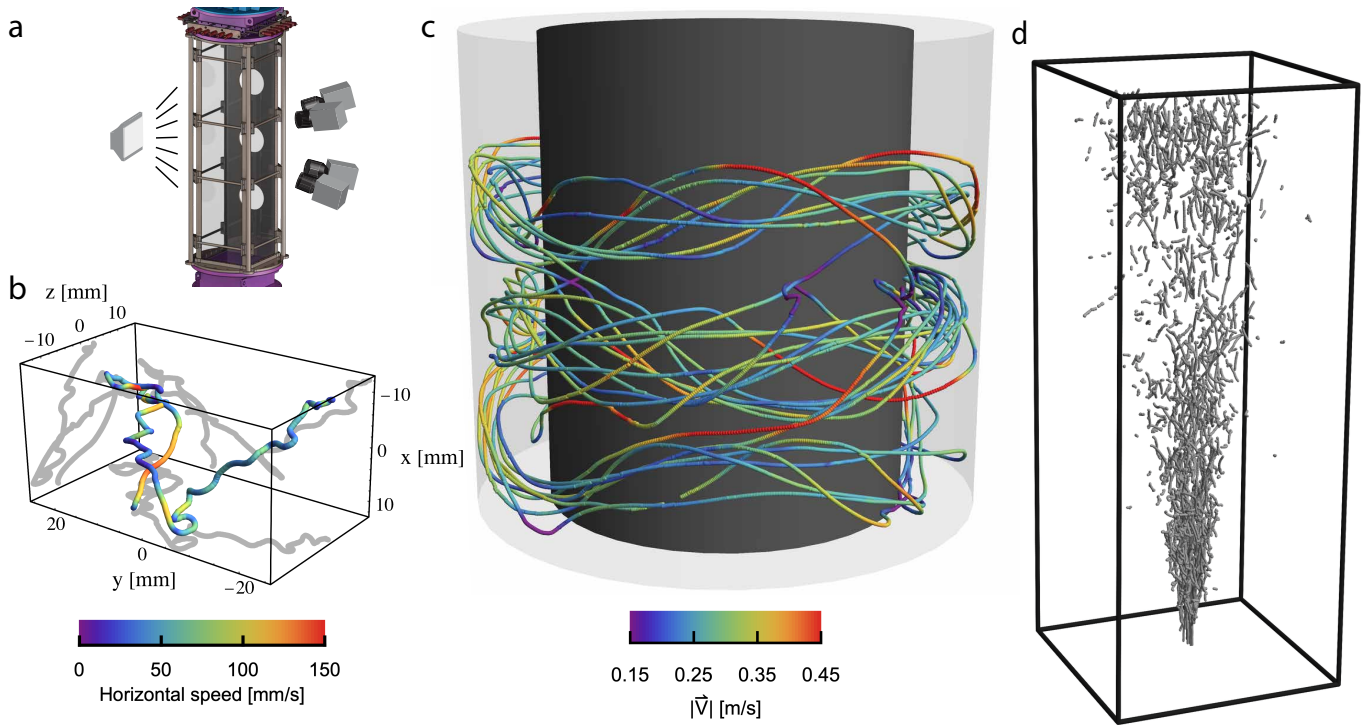 a
b
z [mm]
-10
0
10
-10
0
10
x [mm]
20
0
-20
y [mm]
0
50
100
150
Horizontal speed [mm/s]
c
0.15
0.25
0.35
0.45
|V⃗| [m/s]
d